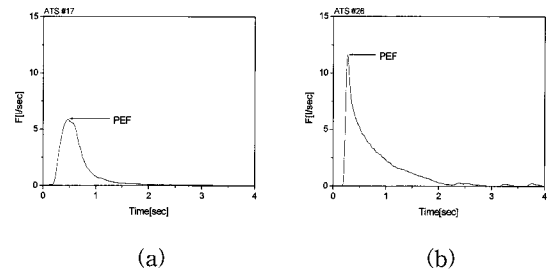 ATS #17
15
10
5
0
F[l/sec]
PEF
0 1 2 3 4
Time[sec]
(a)
ATS #26
15
10
5
0
F[l/sec]
PEF
0 1 2 3 4
Time[sec]
(b)